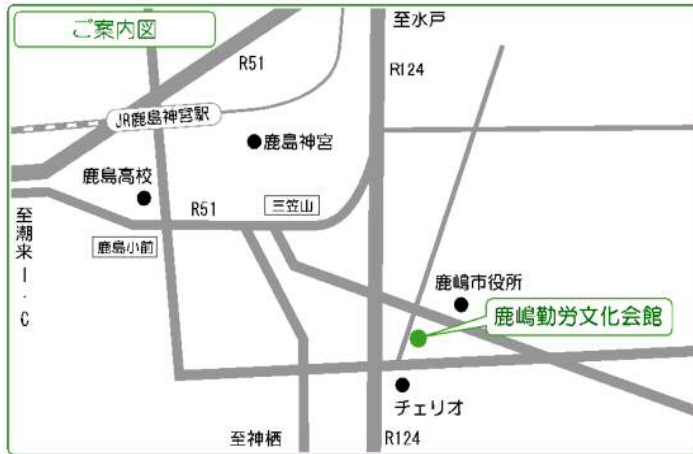 ご案内図
至水戸
R51
R124
JR鹿島神宮駅
鹿島神宮
鹿島高校
R51
三笠山
鹿島小前
至潮来I・C
鹿嶋市役所
鹿嶋勤労文化会館
チェリオ
至神栖
R124